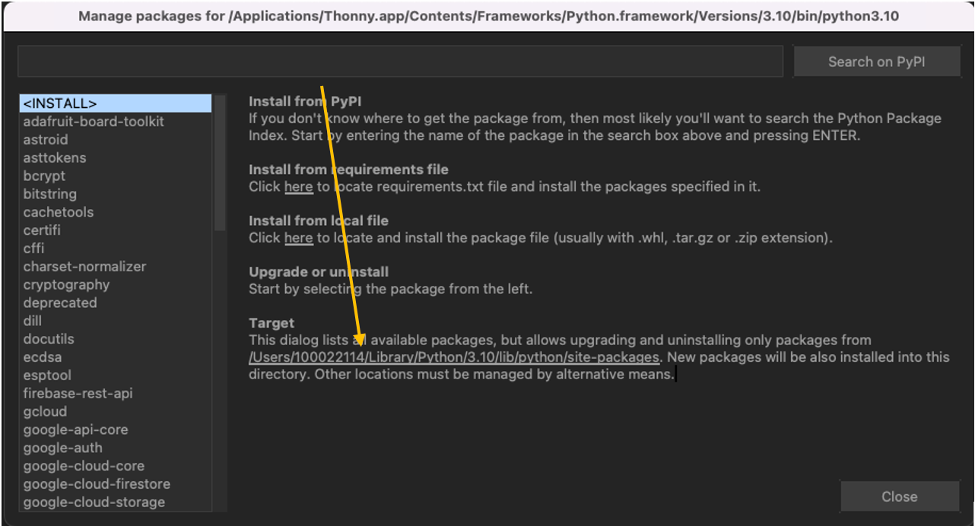 Manage packages for /Applications/Thonny.app/Contents/Frameworks/Python.framework/Versions/3.10/bin/python3.10
Search on PyPI
<INSTALL>
adafruit-board-toolkit
astroid
asttokens
bcrypt
bitstring
cachetools
certifi
cffi
charset-normalizer
cryptography
deprecated
dill
docutils
ecdsa
esptool
firebase-rest-api
gcloud
google-api-core
google-auth
google-cloud-core
google-cloud-firestore
google-cloud-storage
Install from PyPI
If you don't know where to get the package from, then most likely you'll want to search the Python Package
Index. Start by entering the name of the package in the search box above and pressing ENTER.
Install from requirements file
Click here to locate requirements.txt file and install the packages specified in it.
Install from local file
Click here to locate and install the package file (usually with .whl, .tar.gz or .zip extension).
Upgrade or uninstall
Start by selecting the package from the left.
Target
This dialog lists all available packages, but allows upgrading and uninstalling only packages from
/Users/100022114/Library/Python/3.10/lib/python/site-packages. New packages will be also installed into this
directory. Other locations must be managed by alternative means.
Close